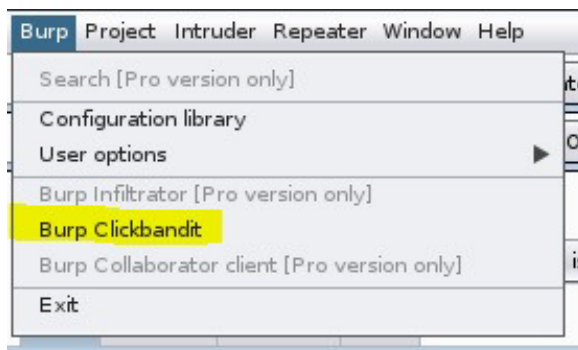 Burp Project Intruder Repeater Window Help
Search [Pro version only]
Configuration library
User options
Burp Infiltrator [Pro version only]
Burp Clickbandit
Burp Collaborator client [Pro version only]
Exit